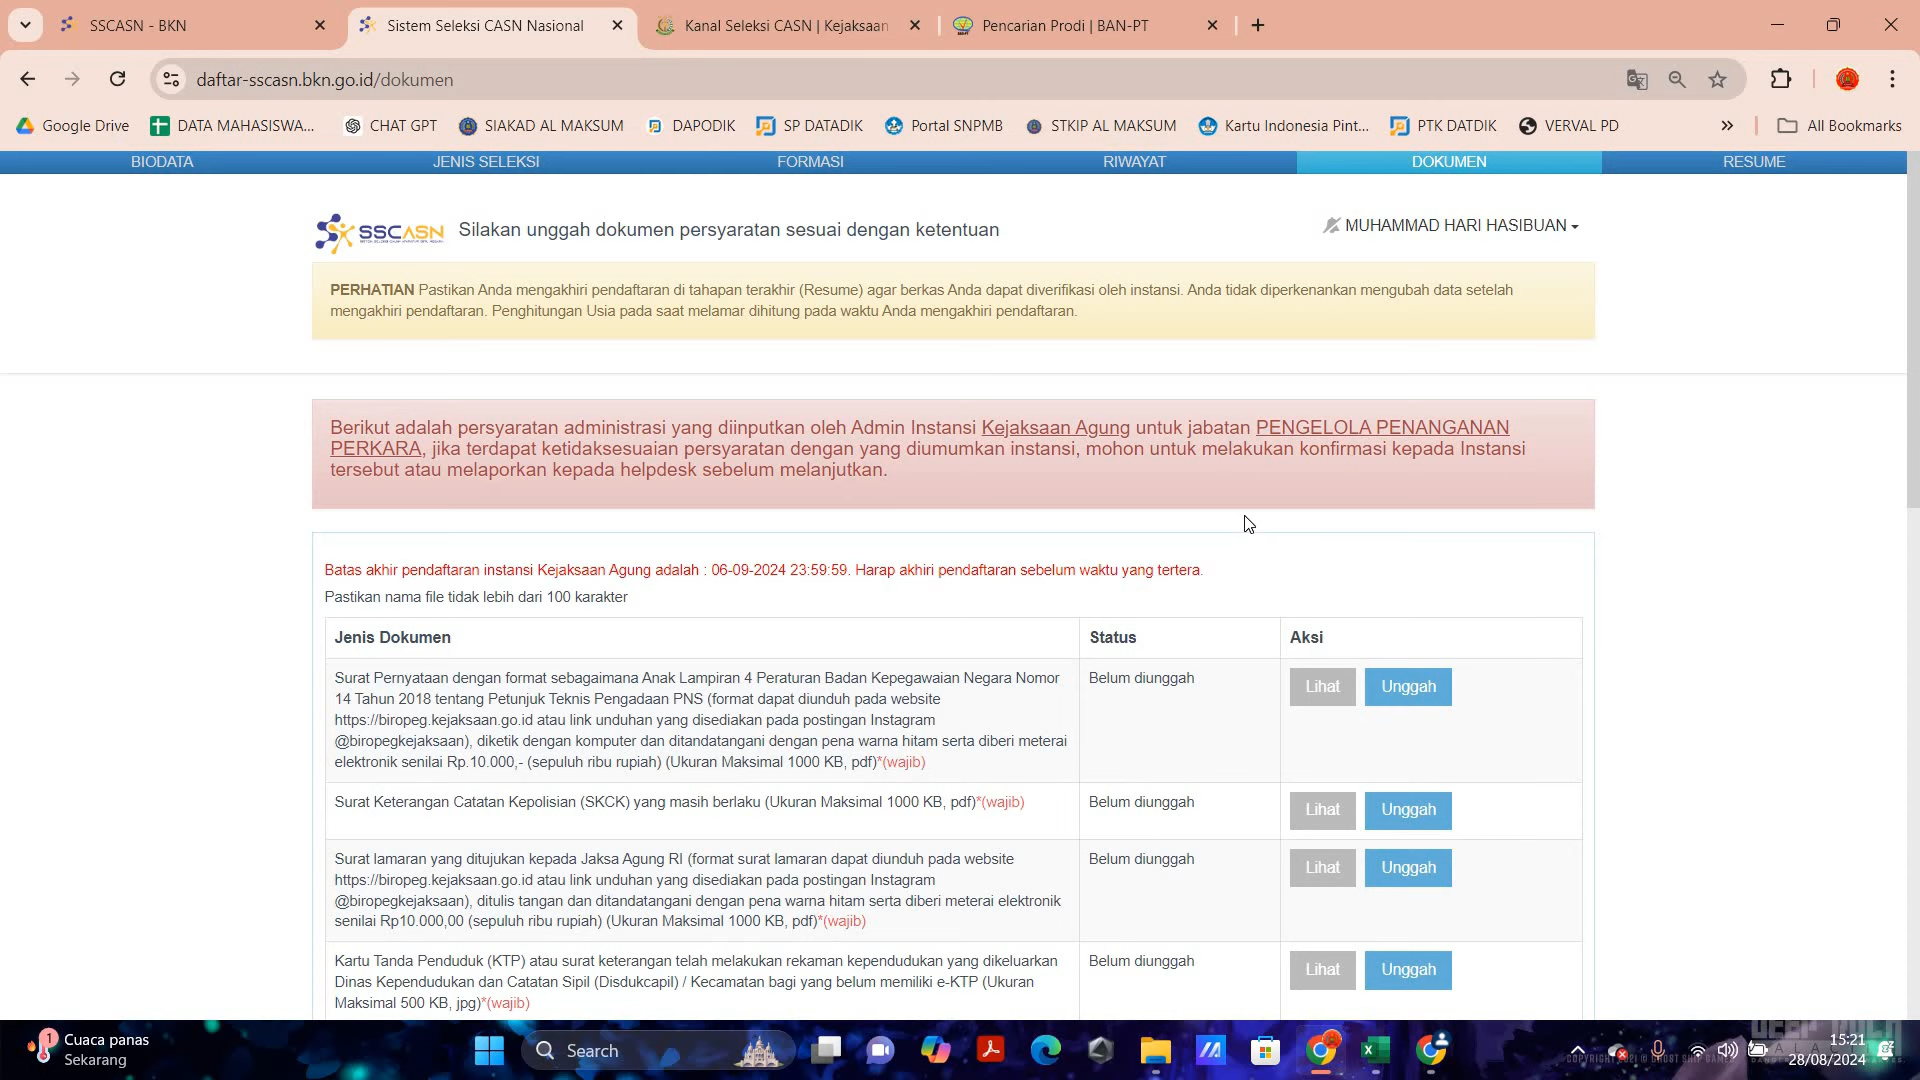 SSCASN - BKN
Sistem Seleksi CASN Nasional
Kanal Seleksi CASN | Kejaksaan
Pencarian Prodi | BAN-PT
daftar-sscasn.bkn.go.id/dokumen
Google Drive
DATA MAHASISWA...
CHAT GPT
SIAKAD AL MAKSUM
DAPODIK
SP DATADIK
Portal SNPMB
STKIP AL MAKSUM
Kartu Indonesia Pint...
PTK DATDIK
VERVAL PD
All Bookmarks
BIODATA
JENIS SELEKSI
FORMASI
RIWAYAT
DOKUMEN
RESUME
SSCASN
Silakan unggah dokumen persyaratan sesuai dengan ketentuan
MUHAMMAD HARI HASIBUAN
PERHATIAN Pastikan Anda mengakhiri pendaftaran di tahapan terakhir (Resume) agar berkas Anda dapat diverifikasi oleh instansi. Anda tidak diperkenankan mengubah data setelah
mengakhiri pendaftaran. Penghitungan Usia pada saat melamar dihitung pada waktu Anda mengakhiri pendaftaran.
Berikut adalah persyaratan administrasi yang diinputkan oleh Admin Instansi Kejaksaan Agung untuk jabatan PENGELOLA PENANGANAN
PERKARA, jika terdapat ketidaksesuaian persyaratan dengan yang diumumkan instansi, mohon untuk melakukan konfirmasi kepada Instansi
tersebut atau melaporkan kepada helpdesk sebelum melanjutkan.
Batas akhir pendaftaran instansi Kejaksaan Agung adalah : 06-09-2024 23:59:59. Harap akhiri pendaftaran sebelum waktu yang tertera.
Pastikan nama file tidak lebih dari 100 karakter
Jenis Dokumen
Status
Aksi
Surat Pernyataan dengan format sebagaimana Anak Lampiran 4 Peraturan Badan Kepegawaian Negara Nomor
14 Tahun 2018 tentang Petunjuk Teknis Pengadaan PNS (format dapat diunduh pada website
https://biropeg.kejaksaan.go.id atau link unduhan yang disediakan pada postingan Instagram
@biropegkejaksaan), diketik dengan komputer dan ditandatangani dengan pena warna hitam serta diberi meterai
elektronik senilai Rp.10.000,- (sepuluh ribu rupiah) (Ukuran Maksimal 1000 KB, pdf)*(wajib)
Belum diunggah
Lihat
Unggah
Surat Keterangan Catatan Kepolisian (SKCK) yang masih berlaku (Ukuran Maksimal 1000 KB, pdf)*(wajib)
Belum diunggah
Lihat
Unggah
Surat lamaran yang ditujukan kepada Jaksa Agung RI (format surat lamaran dapat diunduh pada website
https://biropeg.kejaksaan.go.id atau link unduhan yang disediakan pada postingan Instagram
@biropegkejaksaan), ditulis tangan dan ditandatangani dengan pena warna hitam serta diberi meterai elektronik
senilai Rp10.000,00 (sepuluh ribu rupiah) (Ukuran Maksimal 1000 KB, pdf)*(wajib)
Belum diunggah
Lihat
Unggah
Kartu Tanda Penduduk (KTP) atau surat keterangan telah melakukan rekaman kependudukan yang dikeluarkan
Dinas Kependudukan dan Catatan Sipil (Disdukcapil) / Kecamatan bagi yang belum memiliki e-KTP (Ukuran
Maksimal 500 KB, jpg)*(wajib)
Belum diunggah
Lihat
Unggah
1
Cuaca panas
Sekarang
Search
15:21
28/08/2024